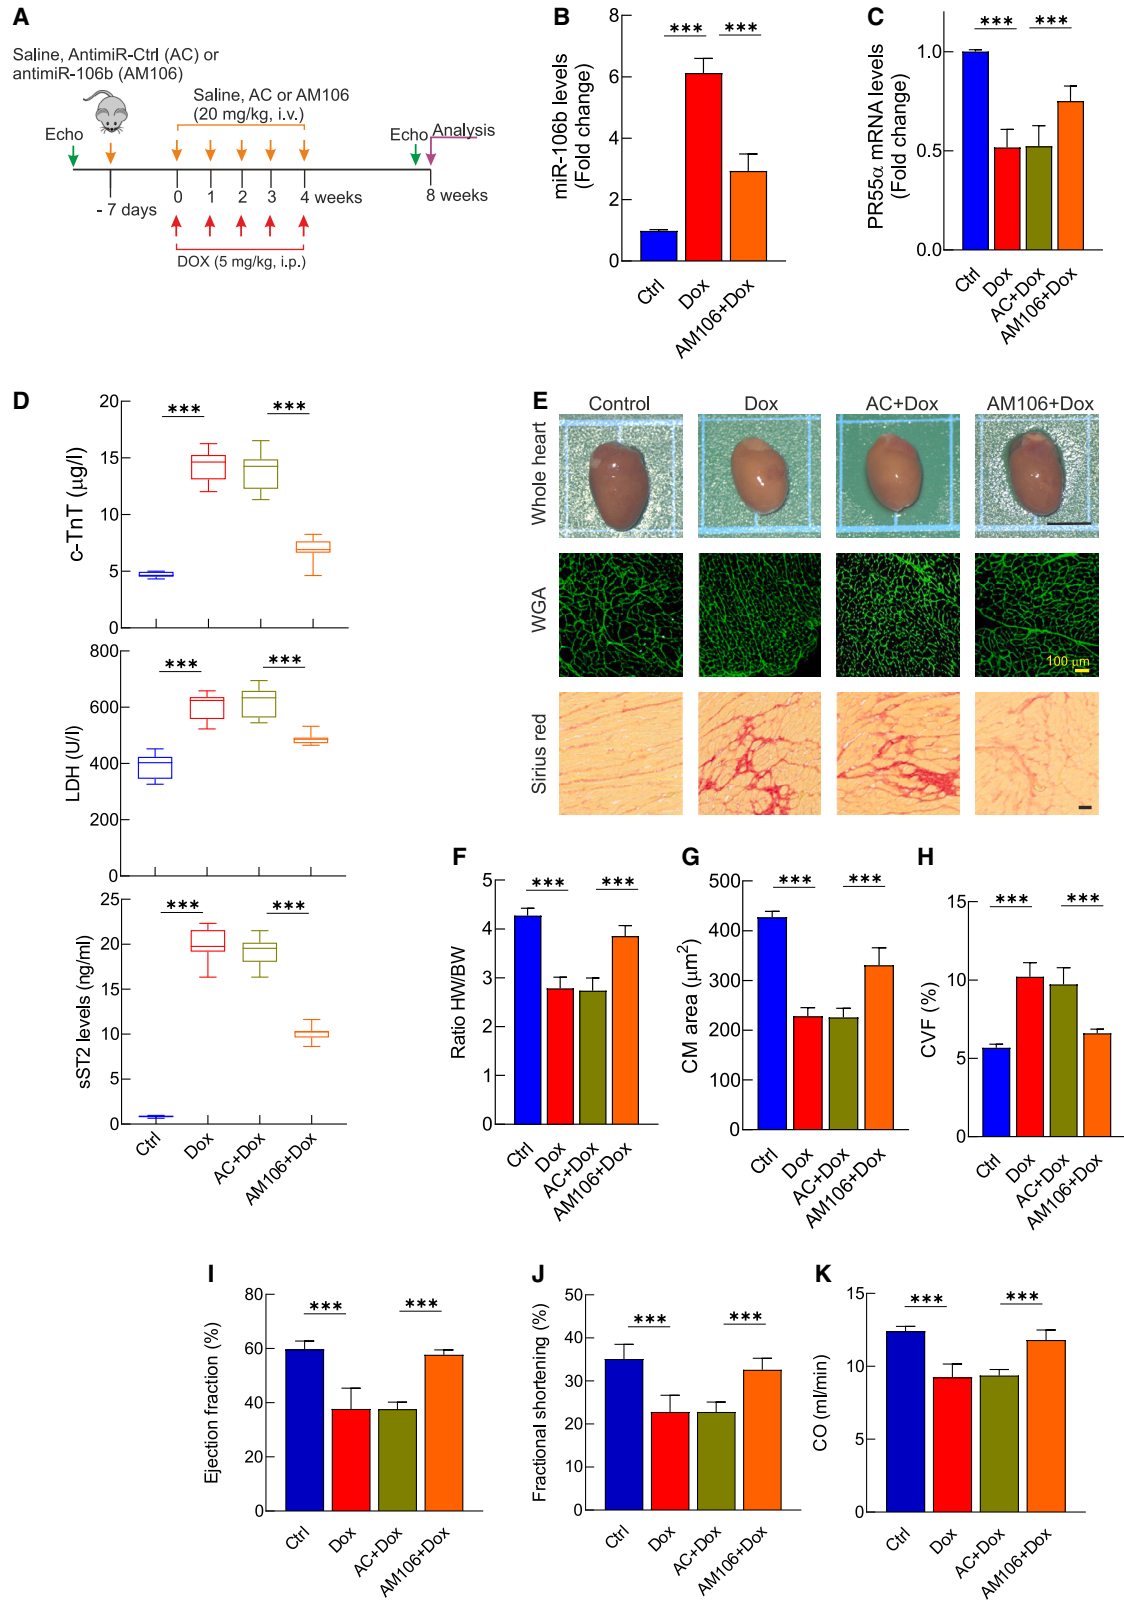 A
Saline, AntimiR-Ctrl (AC) or
antimiR-106b (AM106)
Saline, AC or AM106
(20 mg/kg, i.v.)
Echo
Echo
Analysis
- 7 days
0
1
2
3
4
weeks
8 weeks
DOX (5 mg/kg, i.p.)
B
miR-106b levels
(Fold change)
8
6
4
2
0
***
***
Ctrl
Dox
AM106+Dox
C
PR55α mRNA levels
(Fold change)
1.0
0.5
0.0
***
***
Ctrl
Dox
AC+Dox
AM106+Dox
D
c-TnT (μg/l)
20
15
10
5
0
***
***
LDH (U/l)
800
600
400
200
0
***
***
sST2 levels (ng/ml)
25
20
15
10
5
0
***
***
Ctrl
Dox
AC+Dox
AM106+Dox
E
Control
Dox
AC+Dox
AM106+Dox
Whole heart
WGA
100 μm
Sirius red
F
Ratio HW/BW
5
4
3
2
1
0
***
***
Ctrl
Dox
AC+Dox
AM106+Dox
G
CM area (μm²)
500
400
300
200
100
0
***
***
Ctrl
Dox
AC+Dox
AM106+Dox
H
CVF (%)
15
10
5
0
***
***
Ctrl
Dox
AC+Dox
AM106+Dox
I
Ejection fraction (%)
80
60
40
20
0
***
***
Ctrl
Dox
AC+Dox
AM106+Dox
J
Fractional shortening (%)
50
40
30
20
10
0
***
***
Ctrl
Dox
AC+Dox
AM106+Dox
K
CO (ml/min)
15
10
5
0
***
***
Ctrl
Dox
AC+Dox
AM106+Dox